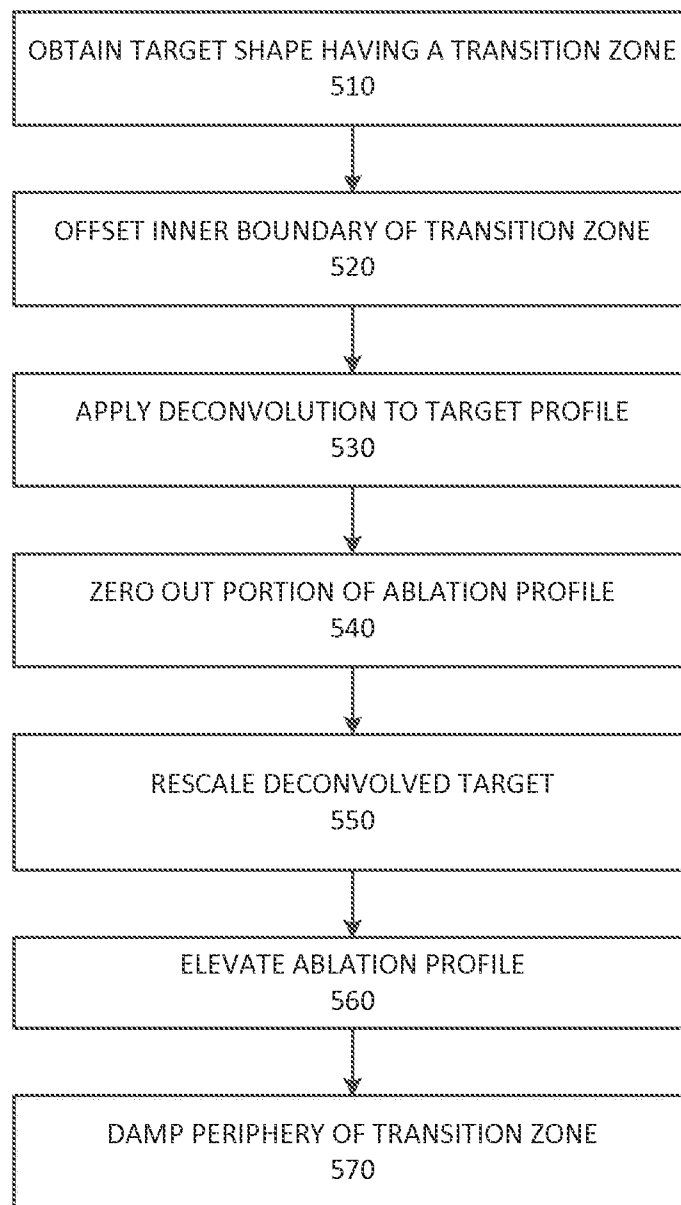 OBTAIN TARGET SHAPE HAVING A TRANSITION ZONE
510
OFFSET INNER BOUNDARY OF TRANSITION ZONE
520
APPLY DECONVOLUTION TO TARGET PROFILE
530
ZERO OUT PORTION OF ABLATION PROFILE
540
RESCALE DECONVOLVED TARGET
550
ELEVATE ABLATION PROFILE
560
DAMP PERIPHERY OF TRANSITION ZONE
570